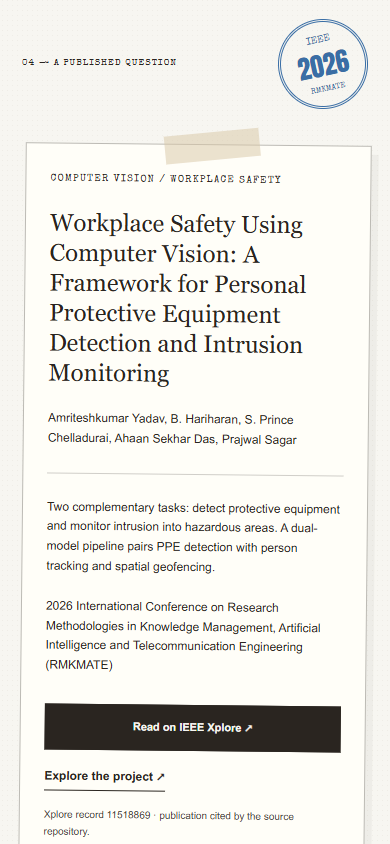 04 — A PUBLISHED QUESTION
IEEE
2026
RMKMATE
COMPUTER VISION / WORKPLACE SAFETY
Workplace Safety Using
Computer Vision: A
Framework for Personal
Protective Equipment
Detection and Intrusion
Monitoring
Amriteshkumar Yadav, B. Hariharan, S. Prince
Chelladurai, Ahaan Sekhar Das, Prajwal Sagar
Two complementary tasks: detect protective equipment
and monitor intrusion into hazardous areas. A dual-
model pipeline pairs PPE detection with person
tracking and spatial geofencing.
2026 International Conference on Research
Methodologies in Knowledge Management, Artificial
Intelligence and Telecommunication Engineering
(RMKMATE)
Read on IEEE Xplore ↗
Explore the project ↗
Xplore record 11518869 · publication cited by the source
repository.